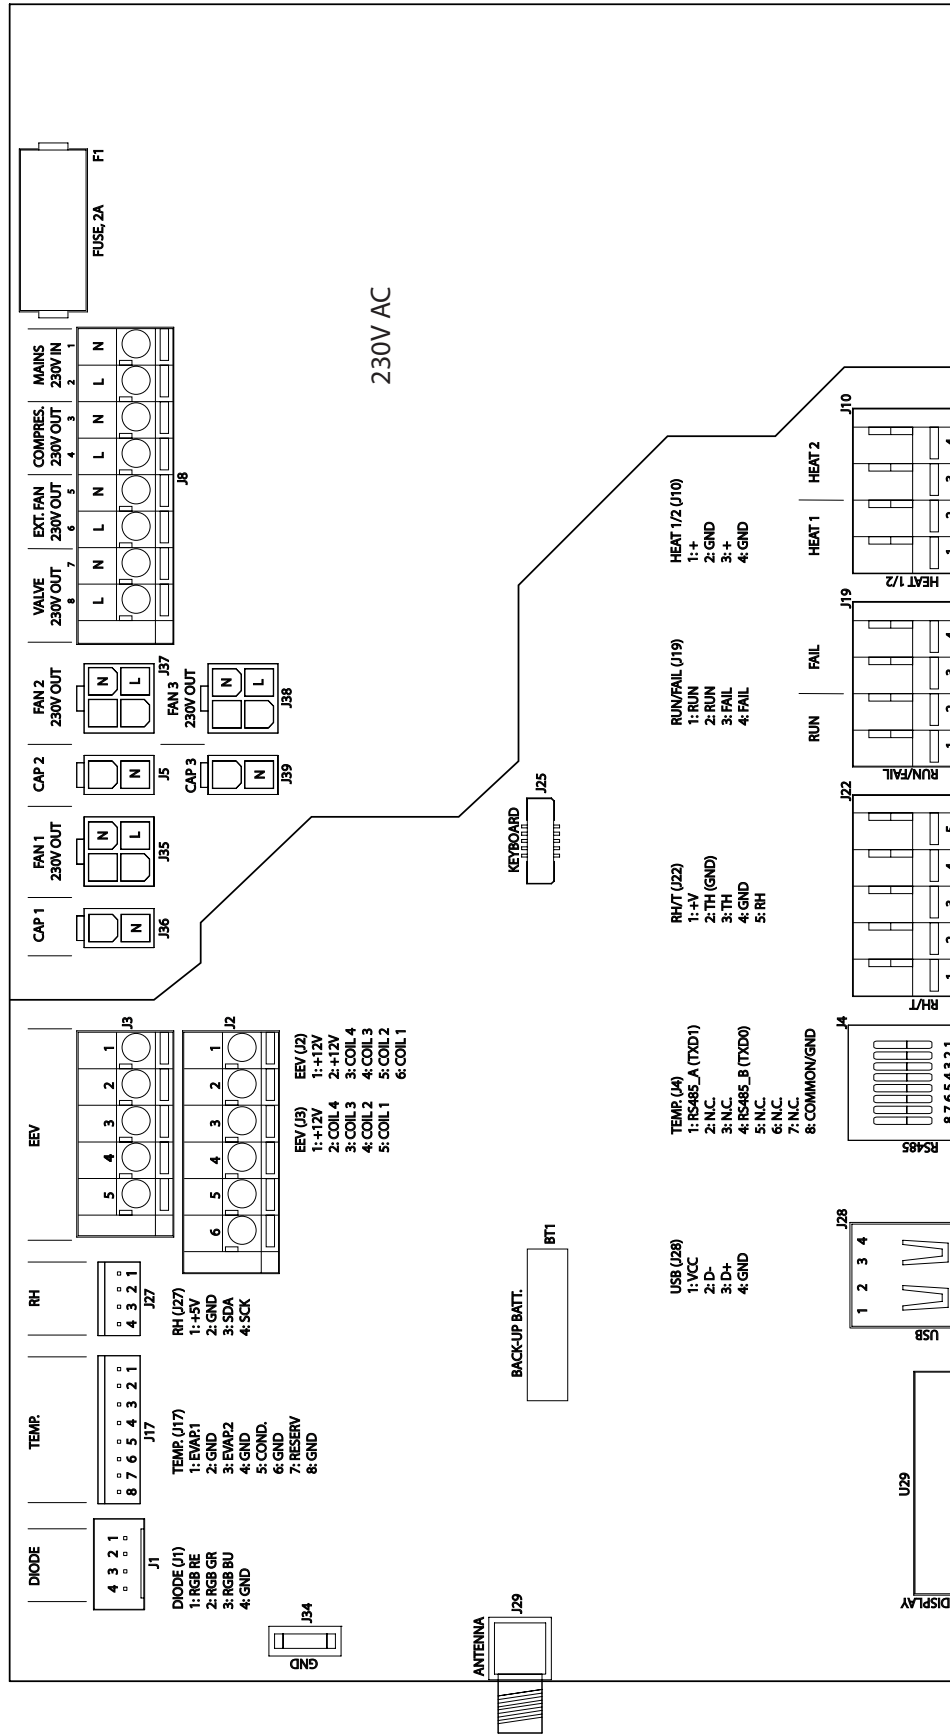 DIODE
4 3 2 1
J1
DIODE (J1)
1: RGB RE
2: RGB GR
3: RGB BU
4: GND
TEMP.
8 7 6 5 4 3 2 1
J17
TEMP. (J17)
1: EVAP.1
2: GND
3: EVAP.2
4: GND
5: COND.
6: GND
7: RESERV
8: GND
RH
4 3 2 1
J27
RH (J27)
1: +5V
2: GND
3: SDA
4: SCK
EEV
5 4 3 2 1
J3
6 5 4 3 2 1
J2
EEV (J3)
1: +12V
2: COIL 4
3: COIL 3
4: COIL 2
5: COIL 1
EEV (J2)
1: +12V
2: +12V
3: COIL 4
4: COIL 3
5: COIL 2
6: COIL 1
CAP 1
N
J36
FAN 1
230V OUT
N
L
J35
CAP 2
N
J5
CAP 3
N
J39
FAN 2
230V OUT
N
L
J37
FAN 3
230V OUT
N
L
J38
VALVE
230V OUT
EXT. FAN
230V OUT
COMPRES.
230V OUT
MAINS
230V IN
8 7 6 5 4 3 2 1
L N L N L N L N
J8
FUSE, 2A
F1
230V AC
GND
J34
ANTENNA
J29
BACK-UP BATT.
BT1
KEYBOARD
J25
USB (J28)
1: VCC
2: D-
3: D+
4: GND
TEMP. (J4)
1: RS485_A (TXD1)
2: N.C.
3: N.C.
4: RS485_B (TXD0)
5: N.C.
6: N.C.
7: N.C.
8: COMMON/GND
RH/T (J22)
1: +V
2: TH (GND)
3: TH
4: GND
5: RH
RUN/FAIL (J19)
1: RUN
2: RUN
3: FAIL
4: FAIL
HEAT 1/2 (J10)
1: +
2: GND
3: +
4: GND
U29
DISPLAY
J28
1 2 3 4
USB
J4
RS485
8 7 6 5 4 3 2 1
J22
RH/T
1 2 3 4 5
RUN
FAIL
J19
RUN/FAIL
1 2 3 4
HEAT 1
HEAT 2
J10
HEAT 1/2
1 2 3 4